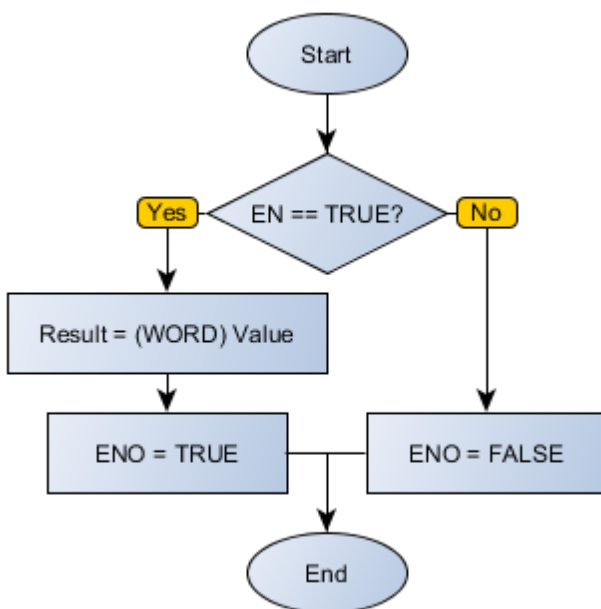 Start
EN == TRUE?
Yes
No
Result = (WORD) Value
ENO = TRUE
ENO = FALSE
End